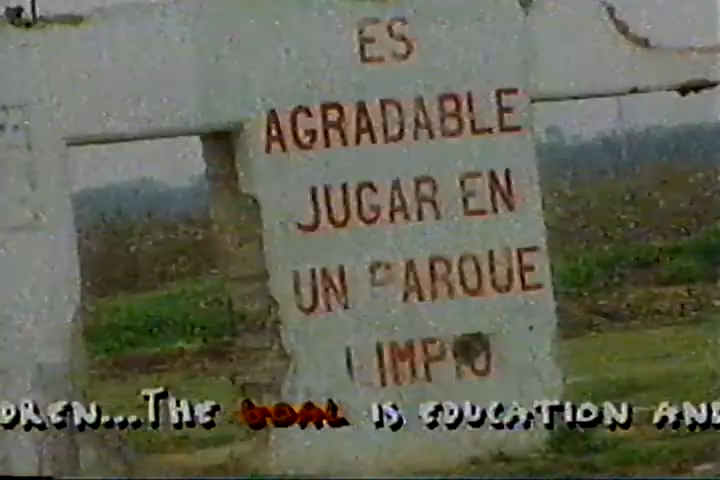 ES
AGRADABLE
JUGAR EN
UN PARQUE
LIMPIO
DREN...THE GOAL IS EDUCATION AND